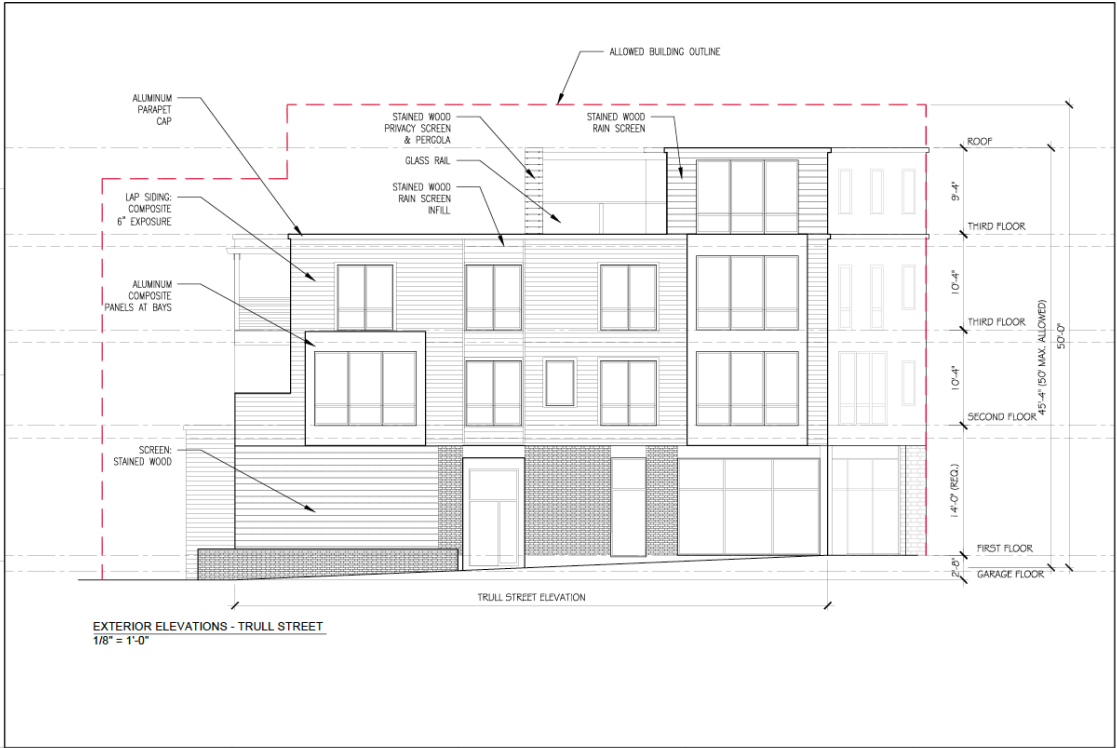 ALLOWED BUILDING OUTLINE
ALUMINUM
PARAPET
CAP
STAINED WOOD
PRIVACY SCREEN
& PERGOLA
STAINED WOOD
RAIN SCREEN
GLASS RAIL
STAINED WOOD
RAIN SCREEN
INFILL
LAP SIDING:
COMPOSITE
6" EXPOSURE
ALUMINUM
COMPOSITE
PANELS AT BAYS
SCREEN:
STAINED WOOD
ROOF
9'-4"
THIRD FLOOR
10'-4"
THIRD FLOOR
10'-4"
SECOND FLOOR
14'-0" (REQ.)
FIRST FLOOR
2'-8"
GARAGE FLOOR
45'-4" (50' MAX. ALLOWED)
50'-0"
TRULL STREET ELEVATION
EXTERIOR ELEVATIONS - TRULL STREET
1/8" = 1'-0"